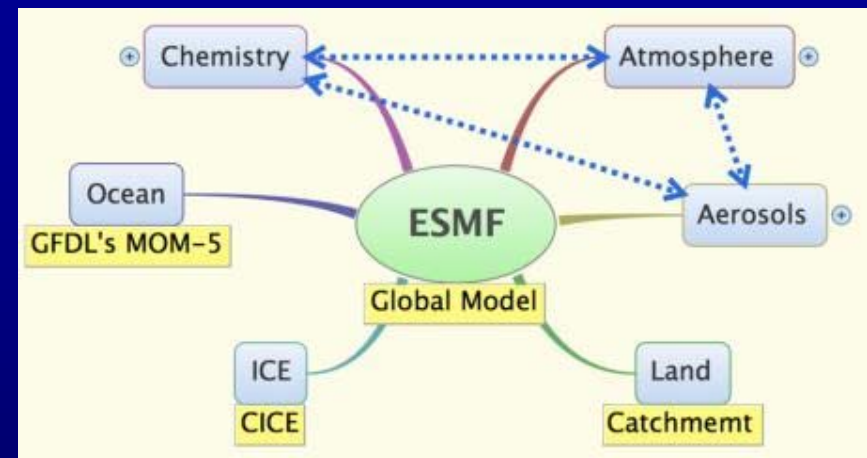 Chemistry
Atmosphere
Ocean
GFDL's MOM-5
ESMF
Aerosols
Global Model
ICE
CICE
Land
Catchmemt